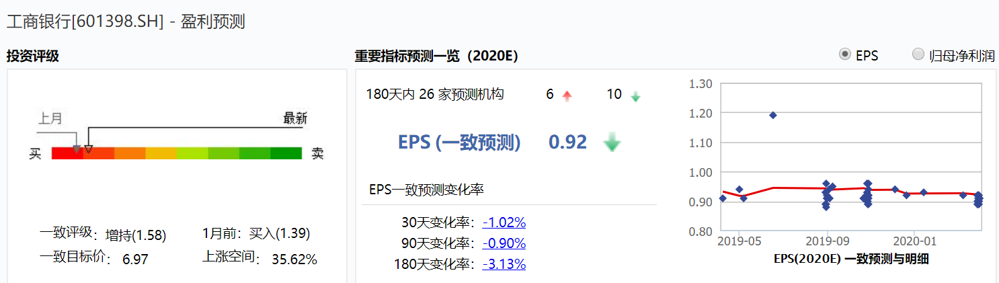 工商银行[601398.SH] - 盈利预测
投资评级
上月
最新
买
卖
一致评级：增持(1.58) 1月前：买入(1.39)
一致目标价：6.97 上涨空间：35.62%
重要指标预测一览（2020E）
EPS 归母净利润
180天内 26 家预测机构 6 10
EPS (一致预测) 0.92
EPS一致预测变化率
30天变化率：-1.02%
90天变化率：-0.90%
180天变化率：-3.13%
1.30
1.20
1.10
1.00
0.90
0.80
2019-05 2019-09 2020-01
EPS(2020E) 一致预测与明细